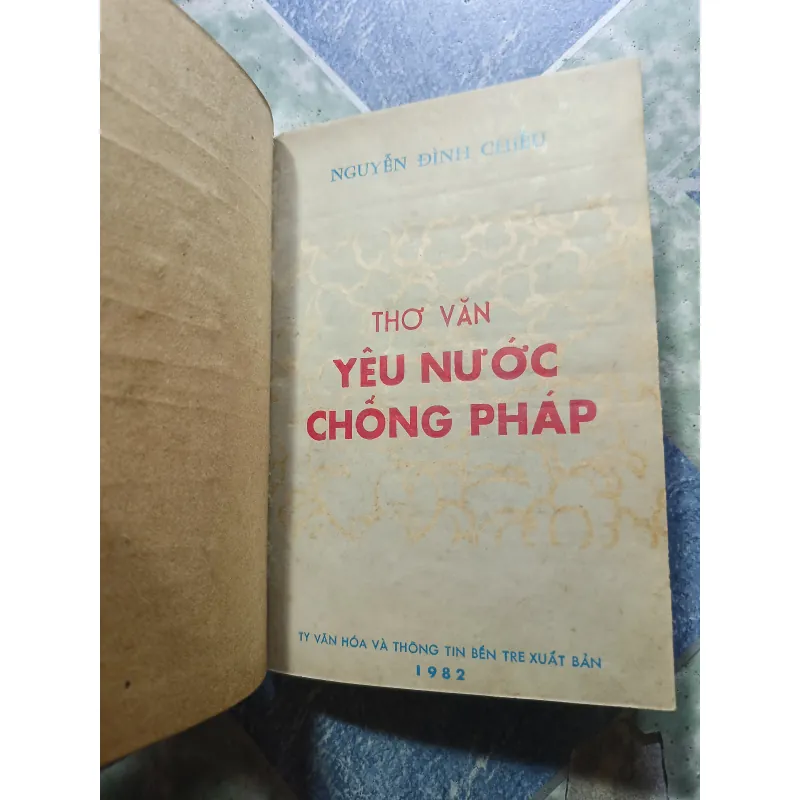 NGUYỄN ĐÌNH CHIỂU
THƠ VĂN
YÊU NƯỚC
CHỐNG PHÁP
TY VĂN HÓA VÀ THÔNG TIN BẾN TRE XUẤT BẢN
1982